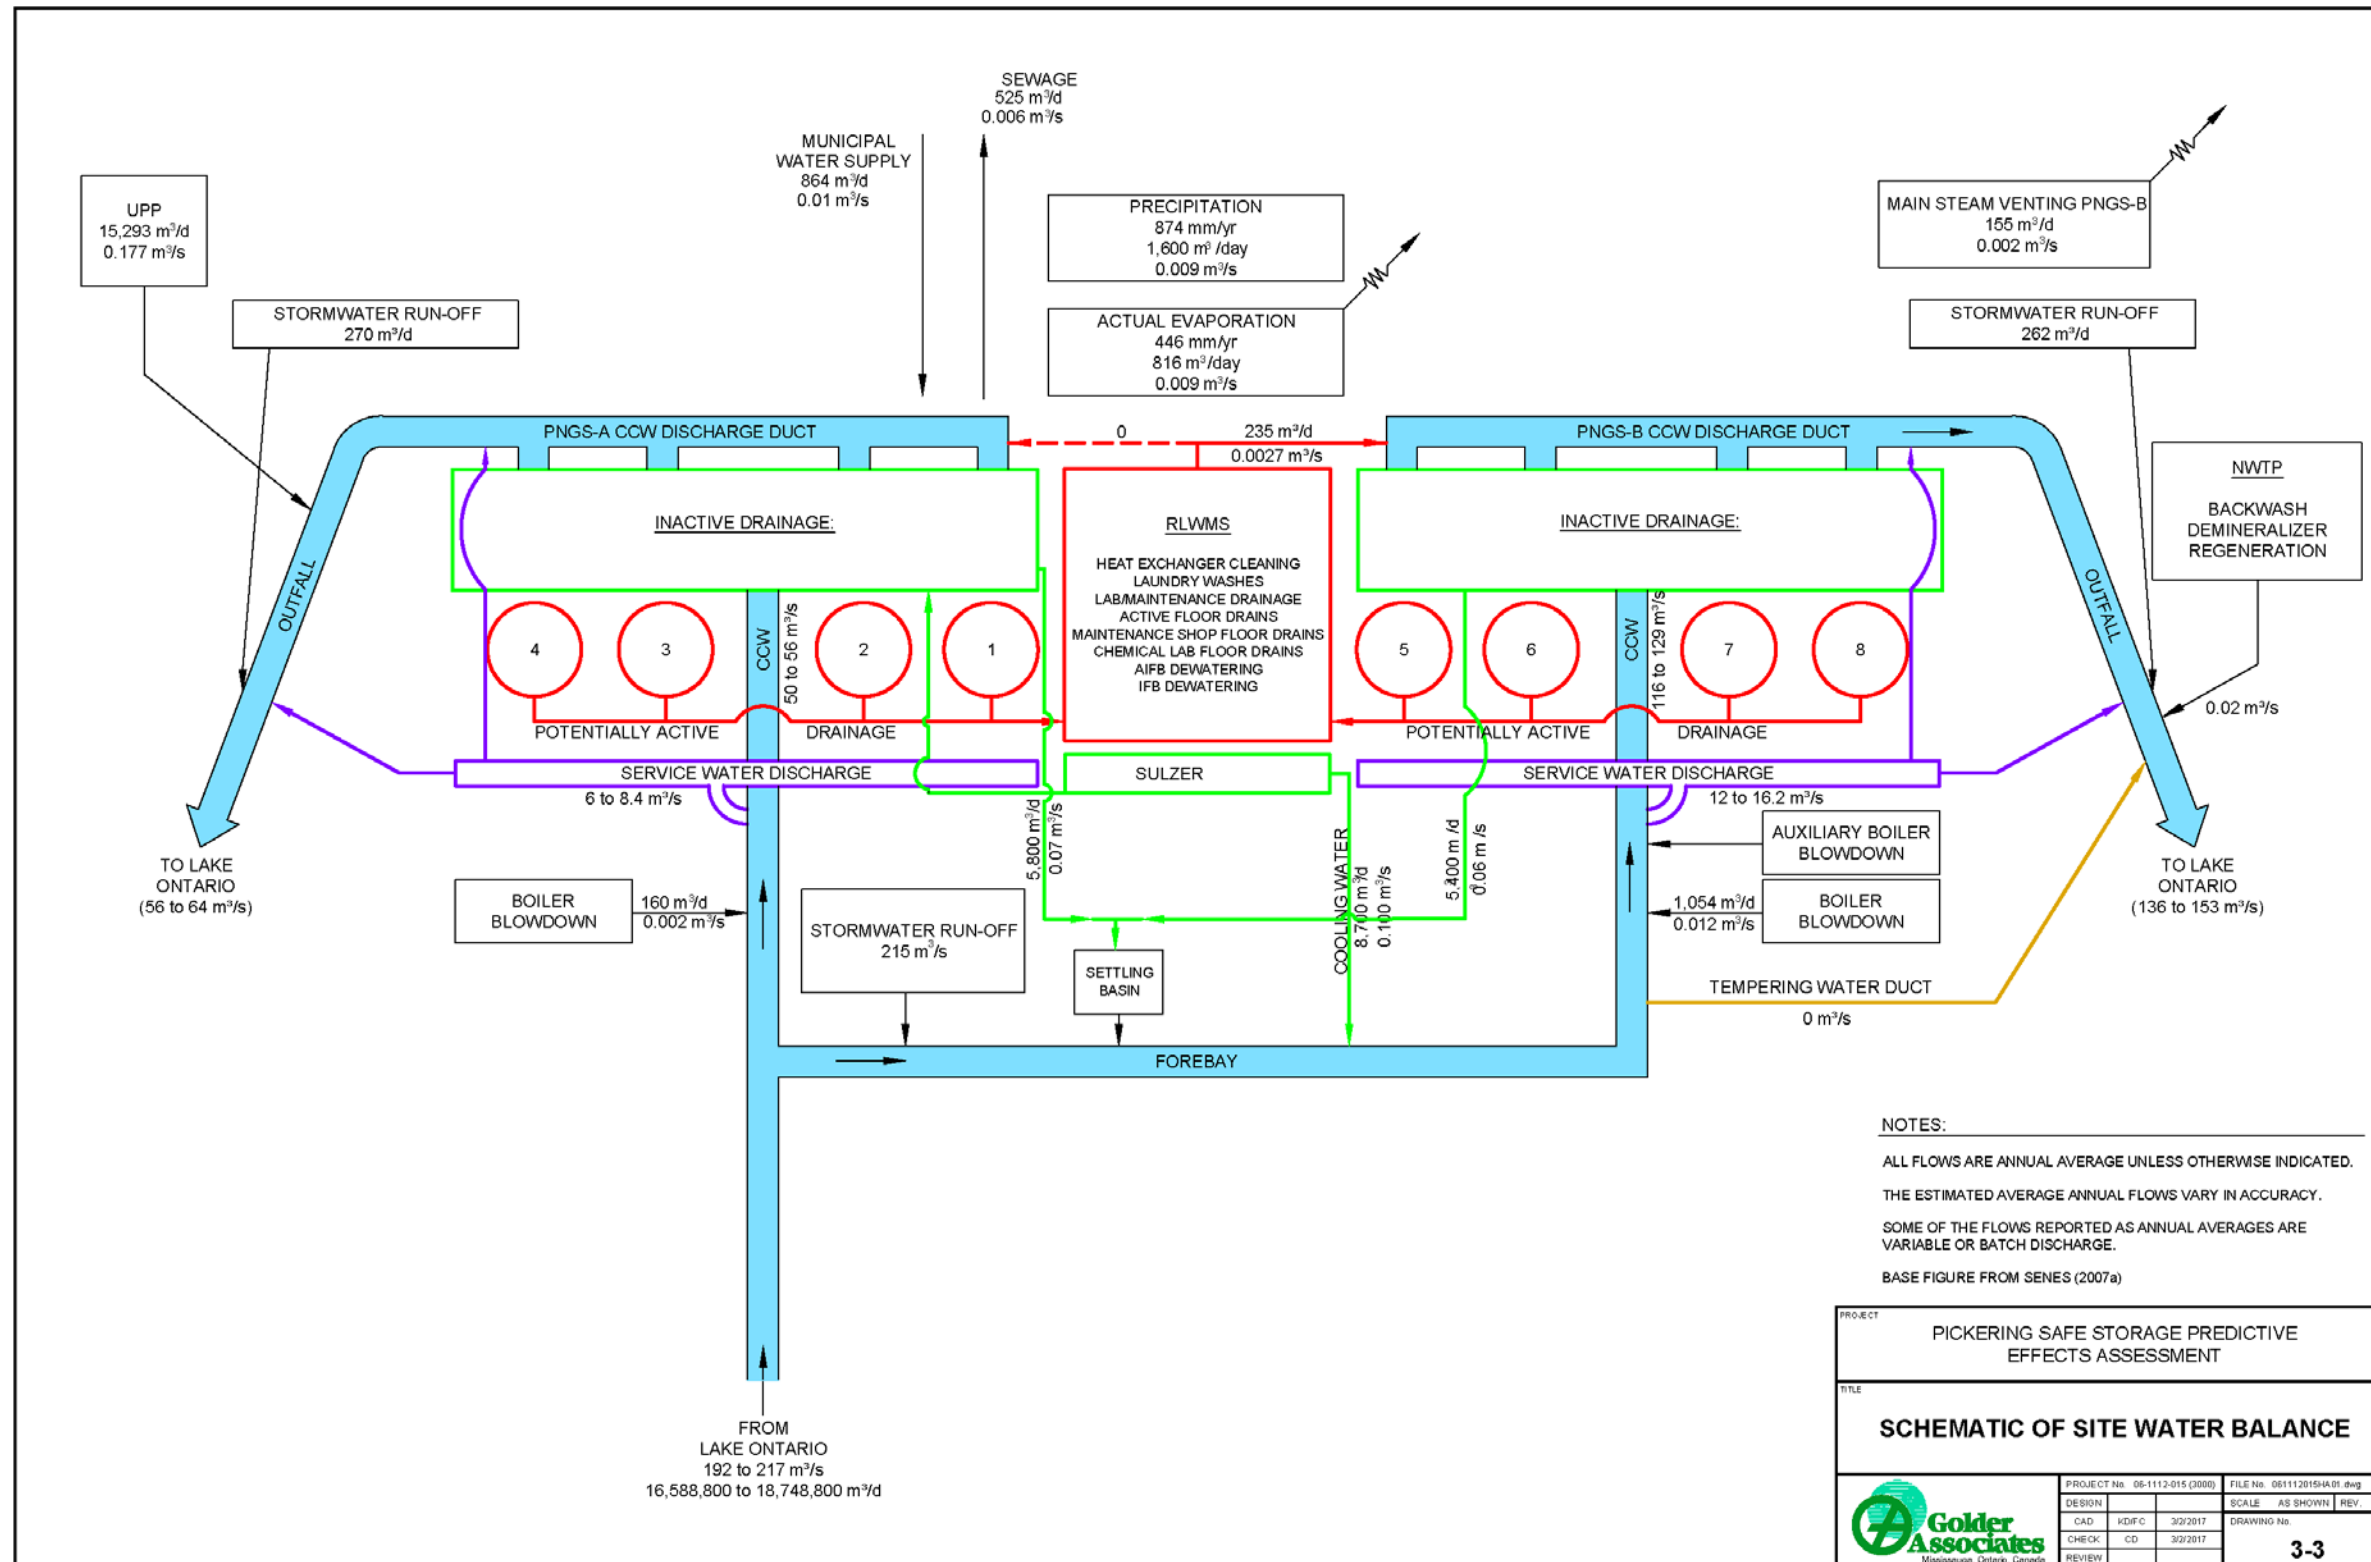 SEWAGE
525 m³/d
0.006 m³/s
MUNICIPAL
WATER SUPPLY
864 m³/d
0.01 m³/s
UPP
15,293 m³/d
0.177 m³/s
STORMWATER RUN-OFF
270 m³/d
PRECIPITATION
874 mm/yr
1,600 m³ /day
0.009 m³/s
ACTUAL EVAPORATION
446 mm/yr
816 m³/day
0.009 m³/s
MAIN STEAM VENTING PNGS-B
155 m³/d
0.002 m³/s
STORMWATER RUN-OFF
262 m³/d
PNGS-A CCW DISCHARGE DUCT
0
235 m³/d
0.0027 m³/s
PNGS-B CCW DISCHARGE DUCT
NWTP
BACKWASH
DEMINERALIZER
REGENERATION
0.02 m³/s
INACTIVE DRAINAGE:
RLWMS
HEAT EXCHANGER CLEANING
LAUNDRY WASHES
LAB/MAINTENANCE DRAINAGE
ACTIVE FLOOR DRAINS
MAINTENANCE SHOP FLOOR DRAINS
CHEMICAL LAB FLOOR DRAINS
AIFB DEWATERING
IFB DEWATERING
INACTIVE DRAINAGE:
OUTFALL
4
3
CCW
50 to 56 m³/s
2
1
5
6
CCW
116 to 129 m³/s
7
8
OUTFALL
POTENTIALLY ACTIVE
DRAINAGE
POTENTIALLY ACTIVE
DRAINAGE
SERVICE WATER DISCHARGE
6 to 8.4 m³/s
SULZER
SERVICE WATER DISCHARGE
12 to 16.2 m³/s
5,800 m³/d
0.07 m³/s
COOLING WATER
8,700 m³/d
0.100 m³/s
5,400 m³/d
0.06 m³/s
AUXILIARY BOILER
BLOWDOWN
TO LAKE
ONTARIO
(56 to 64 m³/s)
BOILER
BLOWDOWN
160 m³/d
0.002 m³/s
STORMWATER RUN-OFF
215 m³/s
SETTLING
BASIN
1,054 m³/d
0.012 m³/s
BOILER
BLOWDOWN
TO LAKE
ONTARIO
(136 to 153 m³/s)
TEMPERING WATER DUCT
0 m³/s
FOREBAY
FROM
LAKE ONTARIO
192 to 217 m³/s
16,588,800 to 18,748,800 m³/d
NOTES:
ALL FLOWS ARE ANNUAL AVERAGE UNLESS OTHERWISE INDICATED.
THE ESTIMATED AVERAGE ANNUAL FLOWS VARY IN ACCURACY.
SOME OF THE FLOWS REPORTED AS ANNUAL AVERAGES ARE
VARIABLE OR BATCH DISCHARGE.
BASE FIGURE FROM SENES (2007a)
PROJECT
PICKERING SAFE STORAGE PREDICTIVE
EFFECTS ASSESSMENT
TITLE
SCHEMATIC OF SITE WATER BALANCE
Golder
Associates
Mississauga, Ontario, Canada
PROJECT No. 06-1112-015 (3000)
FILE No. 061112015HA01.dwg
DESIGN
SCALE AS SHOWN REV.
CAD KD/FC 3/2/2017
DRAWING No.
CHECK CD 3/2/2017
3-3
REVIEW